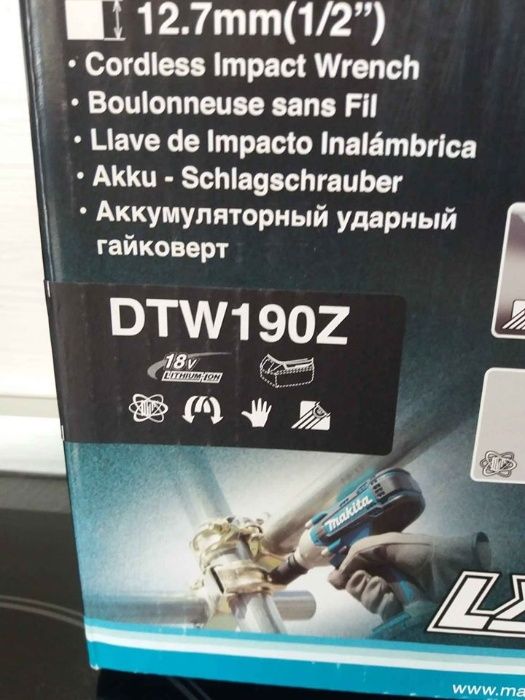 12.7mm(1/2")
· Cordless Impact Wrench
· Boulonneuse sans Fil
· Llave de Impacto Inalámbrica
· Akku - Schlagschrauber
· Аккумуляторный ударный
гайковерт
DTW190Z
18V
LITHIUM-ION
makita
LX
www.ma